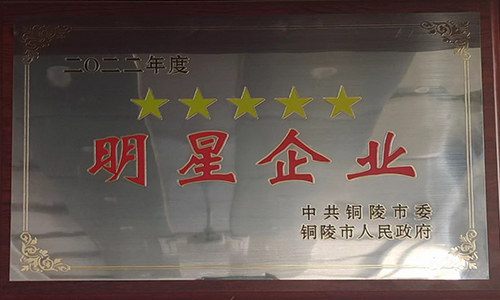 二〇二二年度
明星企业
中共铜陵市委
铜陵市人民政府